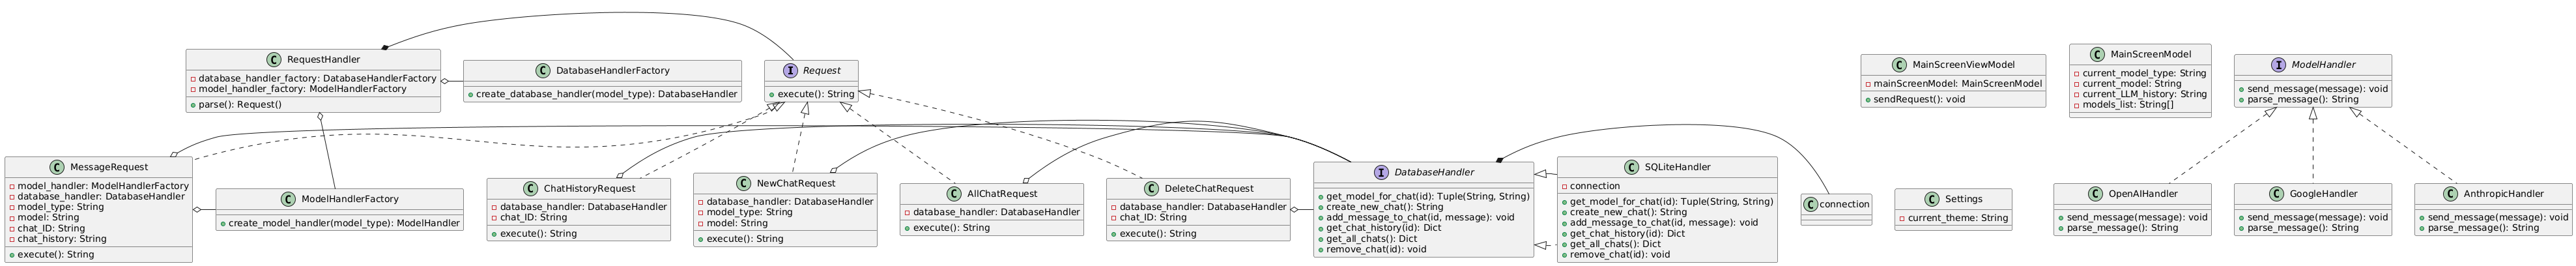 C RequestHandler
database_handler_factory: DatabaseHandlerFactory
model_handler_factory: ModelHandlerFactory
parse(): Request()
C DatabaseHandlerFactory
create_database_handler(model_type): DatabaseHandler
I Request
execute(): String
C MainScreenViewModel
mainScreenModel: MainScreenModel
sendRequest(): void
C MainScreenModel
current_model_type: String
current_model: String
current_LLM_history: String
models_list: String[]
I ModelHandler
send_message(message): void
parse_message(): String
C MessageRequest
model_handler: ModelHandlerFactory
database_handler: DatabaseHandler
model_type: String
model: String
chat_ID: String
chat_history: String
execute(): String
C ModelHandlerFactory
create_model_handler(model_type): ModelHandler
C ChatHistoryRequest
database_handler: DatabaseHandler
chat_ID: String
execute(): String
C NewChatRequest
database_handler: DatabaseHandler
model_type: String
model: String
execute(): String
C AllChatRequest
database_handler: DatabaseHandler
execute(): String
C DeleteChatRequest
database_handler: DatabaseHandler
chat_ID: String
execute(): String
I DatabaseHandler
get_model_for_chat(id): Tuple(String, String)
create_new_chat(): String
add_message_to_chat(id, message): void
get_chat_history(id): Dict
get_all_chats(): Dict
remove_chat(id): void
C SQLiteHandler
connection
get_model_for_chat(id): Tuple(String, String)
create_new_chat(): String
add_message_to_chat(id, message): void
get_chat_history(id): Dict
get_all_chats(): Dict
remove_chat(id): void
C connection
C Settings
current_theme: String
C OpenAIHandler
send_message(message): void
parse_message(): String
C GoogleHandler
send_message(message): void
parse_message(): String
C AnthropicHandler
send_message(message): void
parse_message(): String